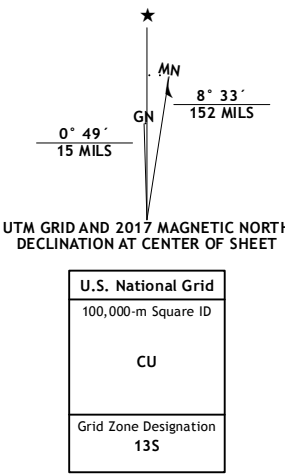 ★
MN
GN
8° 33´
152 MILS
0° 49´
15 MILS
UTM GRID AND 2017 MAGNETIC NORTH
DECLINATION AT CENTER OF SHEET
U.S. National Grid
100,000-m Square ID
CU
Grid Zone Designation
13S